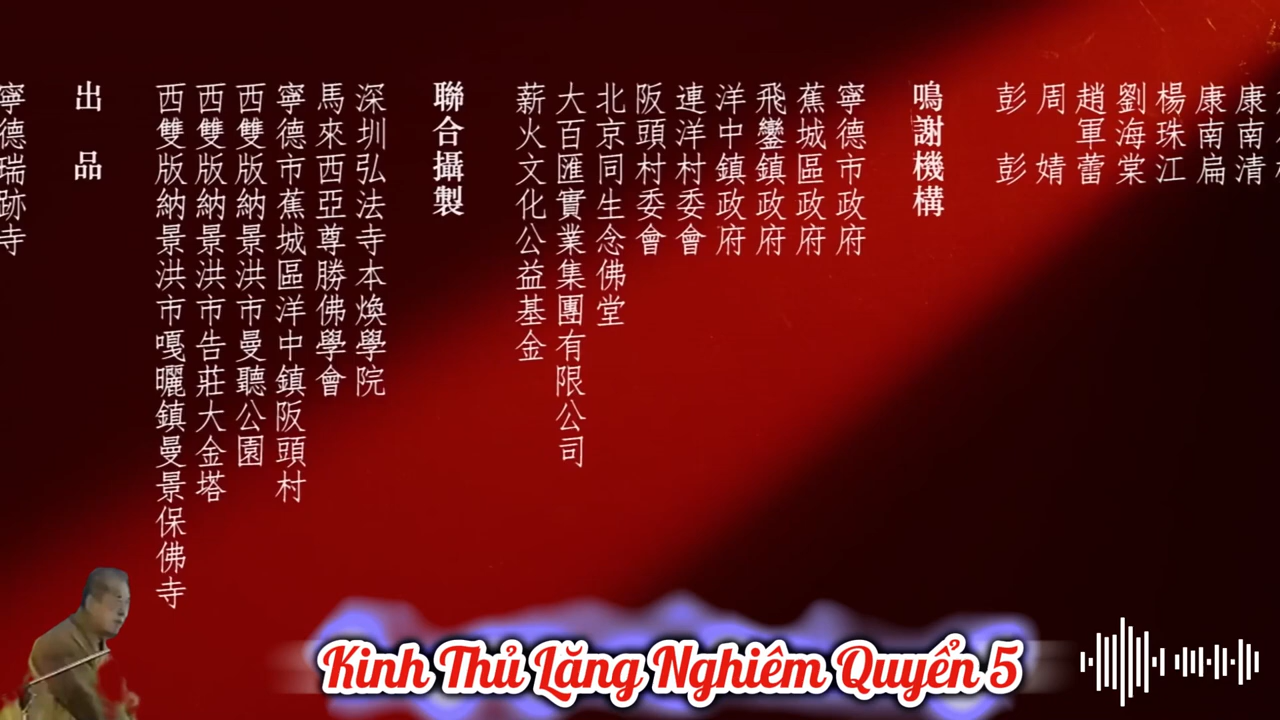 康南清
康南扁
楊珠江
劉海棠
趙軍蕾
周婧
彭彭
鳴謝機構
寧德市政府
蕉城區政府
飛鸞鎮政府
洋中鎮政府
連洋村委會
阪頭村委會
北京同生念佛堂
大百匯實業集團有限公司
薪火文化公益基金
聯合攝製
深圳弘法寺本煥學院
馬來西亞尊勝佛學會
寧德市蕉城區洋中鎮阪頭村
西雙版納景洪市曼聽公園
西雙版納景洪市告莊大金塔
西雙版納景洪市嘎曬鎮曼景保佛寺
出品
寧德瑞跡寺
Kinh Thủ Lăng Nghiêm Quyển 5